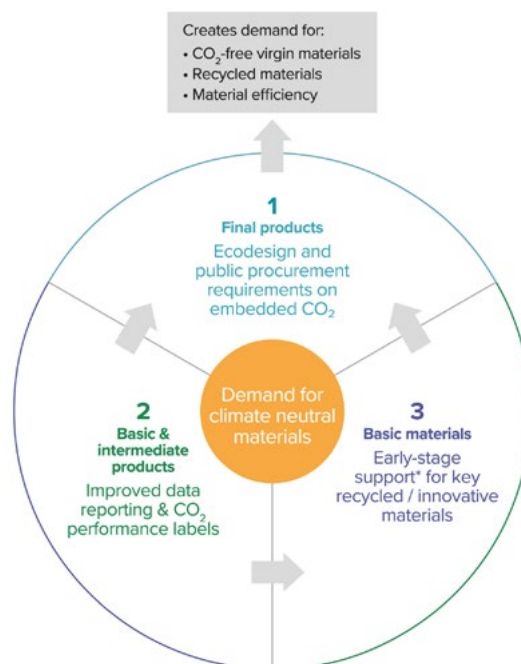 Creates demand for:
• CO₂-free virgin materials
• Recycled materials
• Material efficiency
1
Final products
Ecodesign and
public procurement
requirements on
embedded CO₂
Demand for
climate neutral
materials
2
Basic &
intermediate
products
Improved data
reporting & CO₂
performance labels
3
Basic materials
Early-stage
support* for key
recycled / innovative
materials